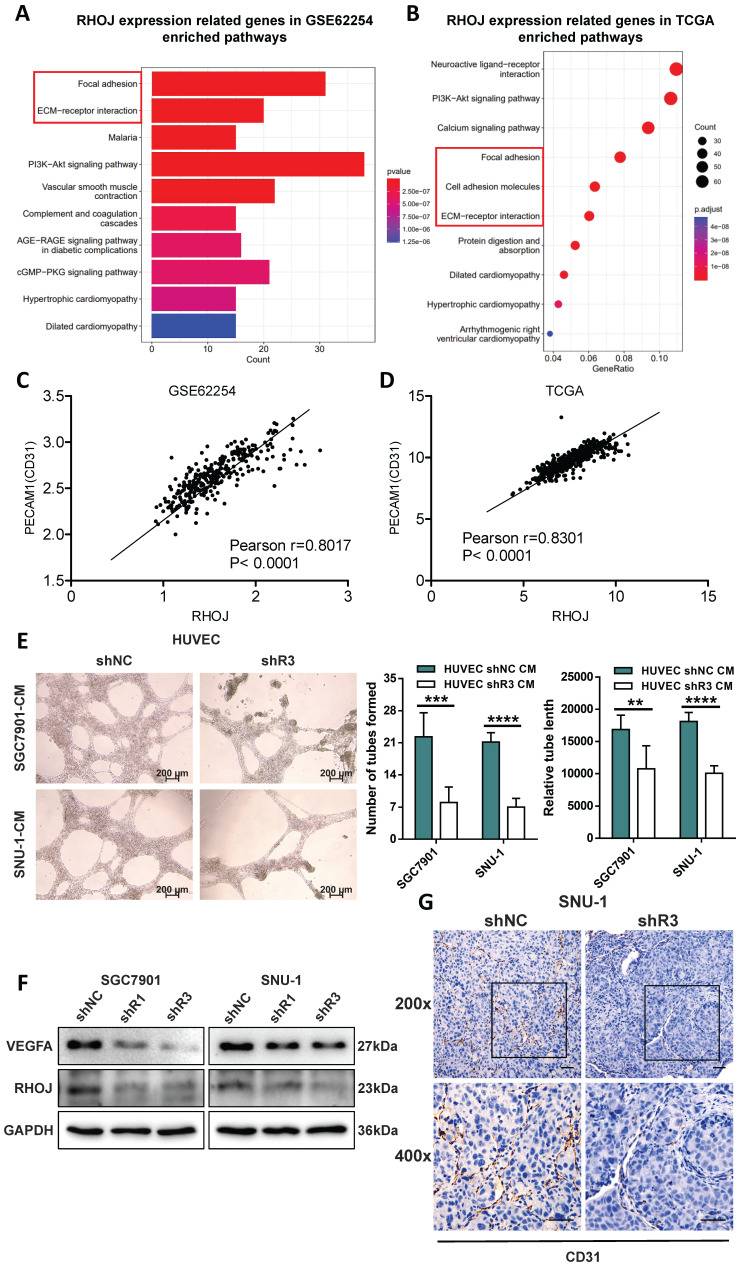 A
RHOJ expression related genes in GSE62254
enriched pathways
Focal adhesion
ECM−receptor interaction
Malaria
PI3K−Akt signaling pathway
Vascular smooth muscle
contraction
Complement and coagulation
cascades
AGE−RAGE signaling pathway
in diabetic complications
cGMP−PKG signaling pathway
Hypertrophic cardiomyopathy
Dilated cardiomyopathy
0
10
20
30
Count
pvalue
2.50e−07
5.00e−07
7.50e−07
1.00e−06
1.25e−06
B
RHOJ expression related genes in TCGA
enriched pathways
Neuroactive ligand−receptor
interaction
PI3K−Akt signaling pathway
Calcium signaling pathway
Focal adhesion
Cell adhesion molecules
ECM−receptor interaction
Protein digestion and
absorption
Dilated cardiomyopathy
Hypertrophic cardiomyopathy
Arrhythmogenic right
ventricular cardiomyopathy
0.04
0.06
0.08
0.10
GeneRatio
Count
30
40
50
60
p.adjust
4e−08
3e−08
2e−08
1e−08
C
GSE62254
PECAM1(CD31)
3.5
3.0
2.5
2.0
1.5
0
1
2
3
RHOJ
Pearson r=0.8017
P< 0.0001
D
TCGA
PECAM1(CD31)
15
10
5
0
0
5
10
15
RHOJ
Pearson r=0.8301
P< 0.0001
E
HUVEC
shNC
shR3
SGC7901-CM
SNU-1-CM
200 μm
200 μm
200 μm
200 μm
HUVEC shNC CM
HUVEC shR3 CM
Number of tubes formed
35
28
21
14
7
0
***
****
SGC7901
SNU-1
HUVEC shNC CM
HUVEC shR3 CM
Relative tube lenth
25000
20000
15000
10000
5000
0
**
****
SGC7901
SNU-1
F
SGC7901
SNU-1
shNC
shR1
shR3
shNC
shR1
shR3
VEGFA
27kDa
RHOJ
23kDa
GAPDH
36kDa
G
SNU-1
shNC
shR3
200x
400x
CD31